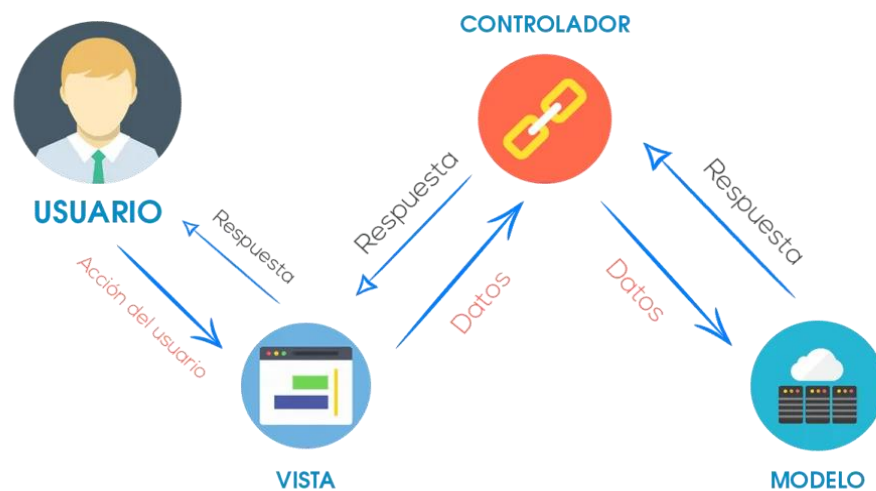 CONTROLADOR
USUARIO
Respuesta
Acción del usuario
Respuesta
Datos
Respuesta
Datos
VISTA
MODELO